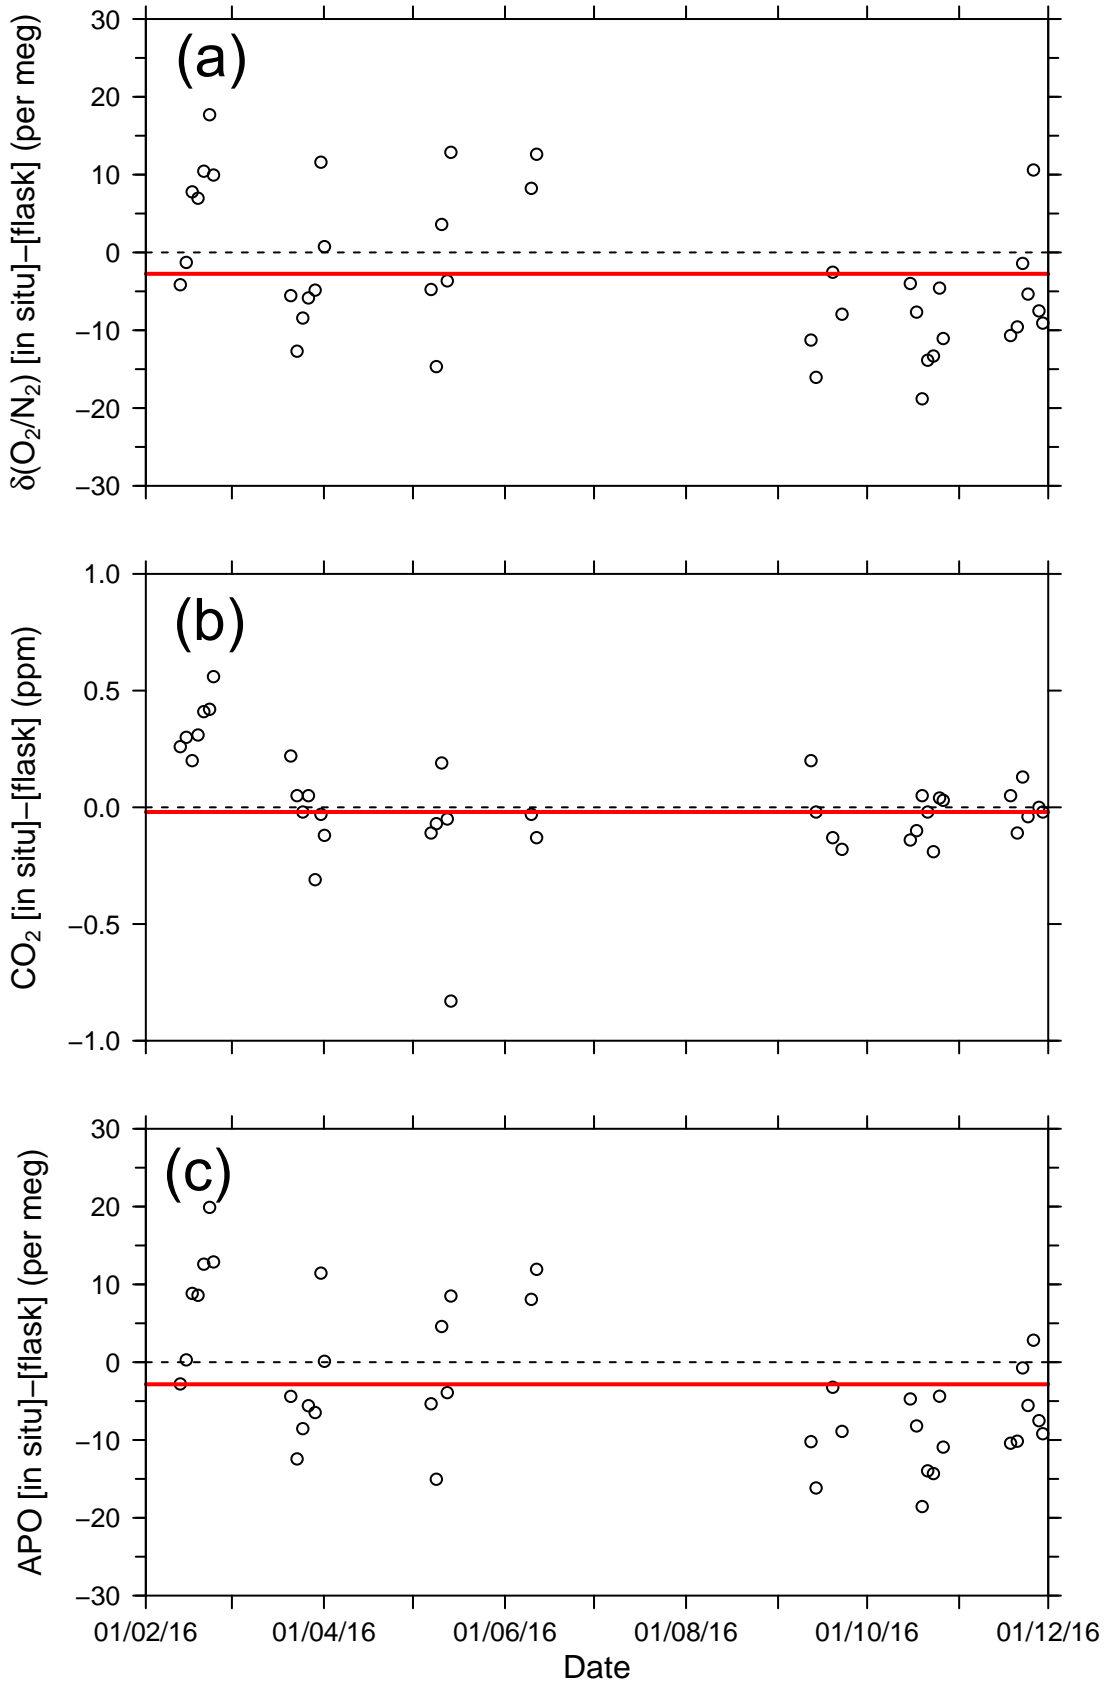 (a)
δ(O₂/N₂) [in situ]−[flask] (per meg)
30
20
10
0
−10
−20
−30
(b)
CO₂ [in situ]−[flask] (ppm)
1.0
0.5
0.0
−0.5
−1.0
(c)
APO [in situ]−[flask] (per meg)
30
20
10
0
−10
−20
−30
01/02/16 01/04/16 01/06/16 01/08/16 01/10/16 01/12/16
Date